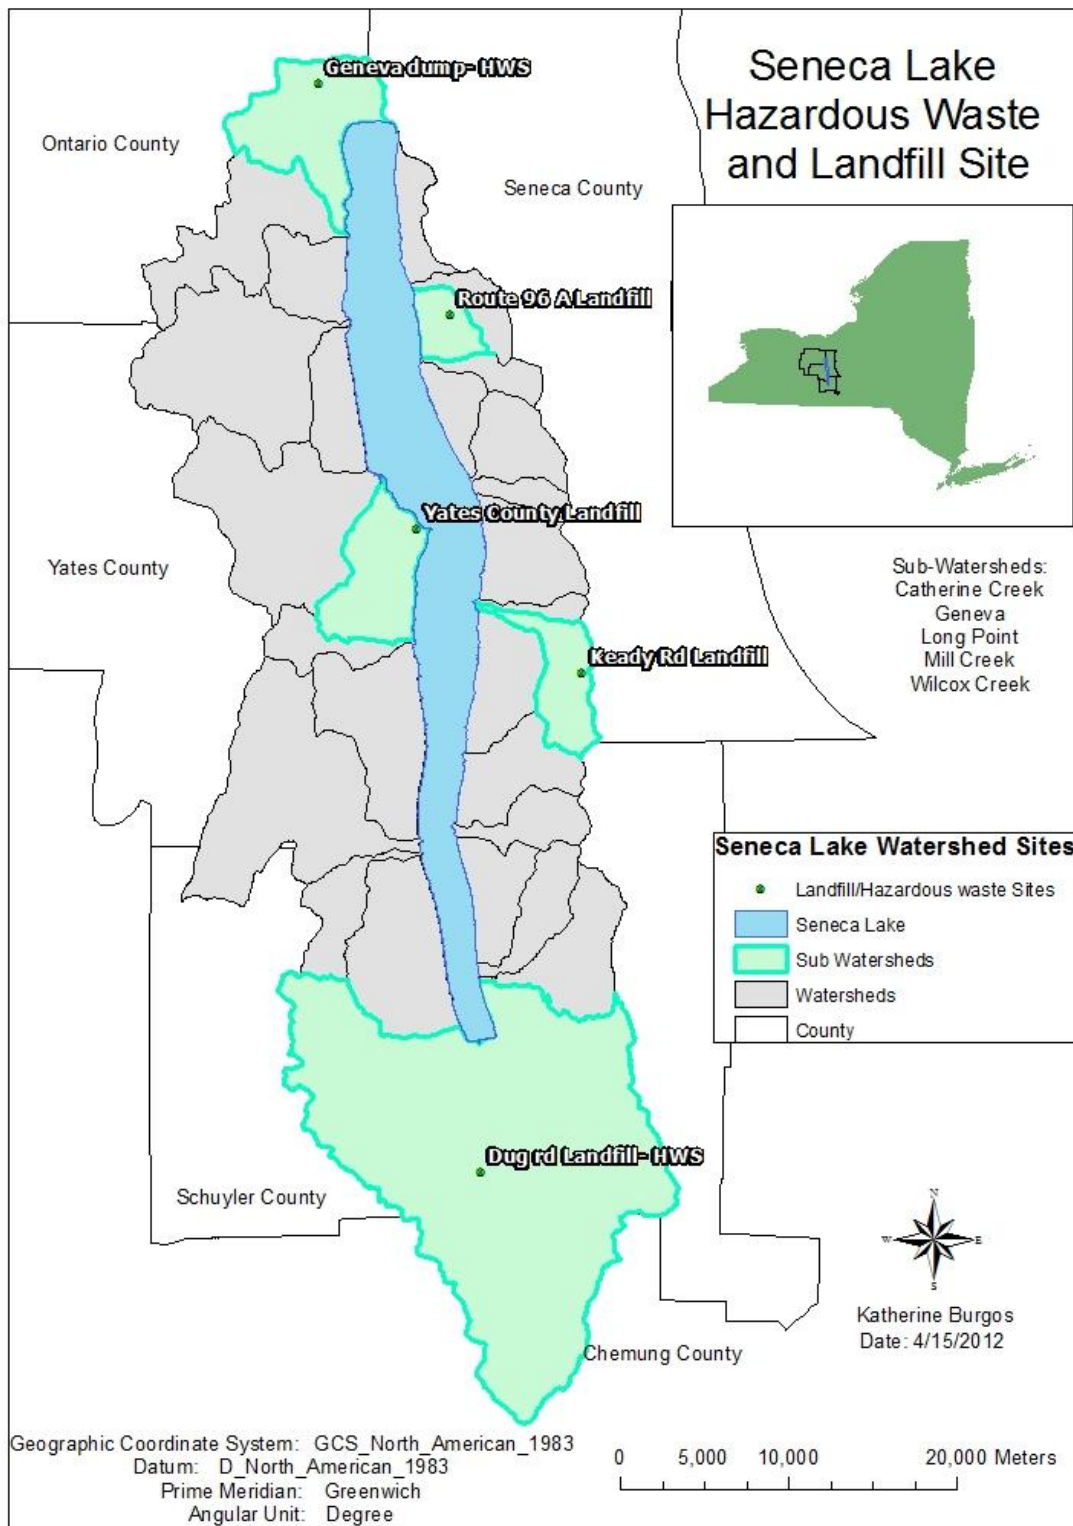 Seneca Lake
Hazardous Waste
and Landfill Site
Geneva dump- HWS
Ontario County
Seneca County
Route 96 A Landfill
Yates County Landfill
Yates County
Keady Rd Landfill
Sub-Watersheds:
Catherine Creek
Geneva
Long Point
Mill Creek
Wilcox Creek
Seneca Lake Watershed Sites
Landfill/Hazardous waste Sites
Seneca Lake
Sub Watersheds
Watersheds
County
Dug rd Landfill- HWS
Schuyler County
Chemung County
N
W
E
S
Katherine Burgos
Date: 4/15/2012
Geographic Coordinate System: GCS_North_American_1983
Datum: D_North_American_1983
Prime Meridian: Greenwich
Angular Unit: Degree
0 5,000 10,000 20,000 Meters